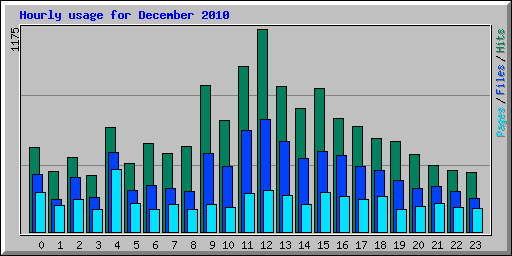 Hourly usage for December 2010
1175
Pages/Files/Hits
0 1 2 3 4 5 6 7 8 9 10 11 12 13 14 15 16 17 18 19 20 21 22 23